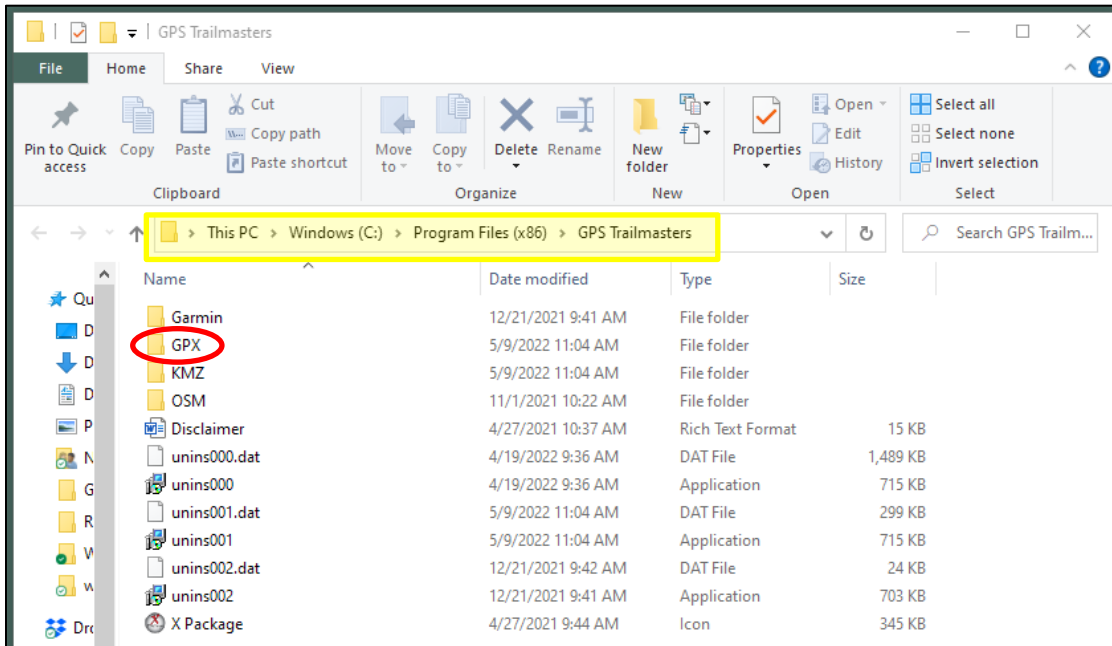 GPS Trailmasters
File Home Share View
Pin to Quick access
Copy
Paste
Cut
Copy path
Paste shortcut
Move to
Copy to
Delete
Rename
New folder
Properties
Open
Edit
History
Select all
Select none
Invert selection
Clipboard Organize New Open Select
This PC > Windows (C:) > Program Files (x86) > GPS Trailmasters
Search GPS Trailm...
Name Date modified Type Size
Garmin 12/21/2021 9:41 AM File folder
GPX 5/9/2022 11:04 AM File folder
KMZ 5/9/2022 11:04 AM File folder
OSM 11/1/2021 10:22 AM File folder
Disclaimer 4/27/2021 10:37 AM Rich Text Format 15 KB
unins000.dat 4/19/2022 9:36 AM DAT File 1,489 KB
unins000 4/19/2022 9:36 AM Application 715 KB
unins001.dat 5/9/2022 11:04 AM DAT File 299 KB
unins001 5/9/2022 11:04 AM Application 715 KB
unins002.dat 12/21/2021 9:42 AM DAT File 24 KB
unins002 12/21/2021 9:41 AM Application 703 KB
X Package 4/27/2021 9:44 AM Icon 345 KB
Qu
D
D
D
P
N
G
R
W
w
Dr